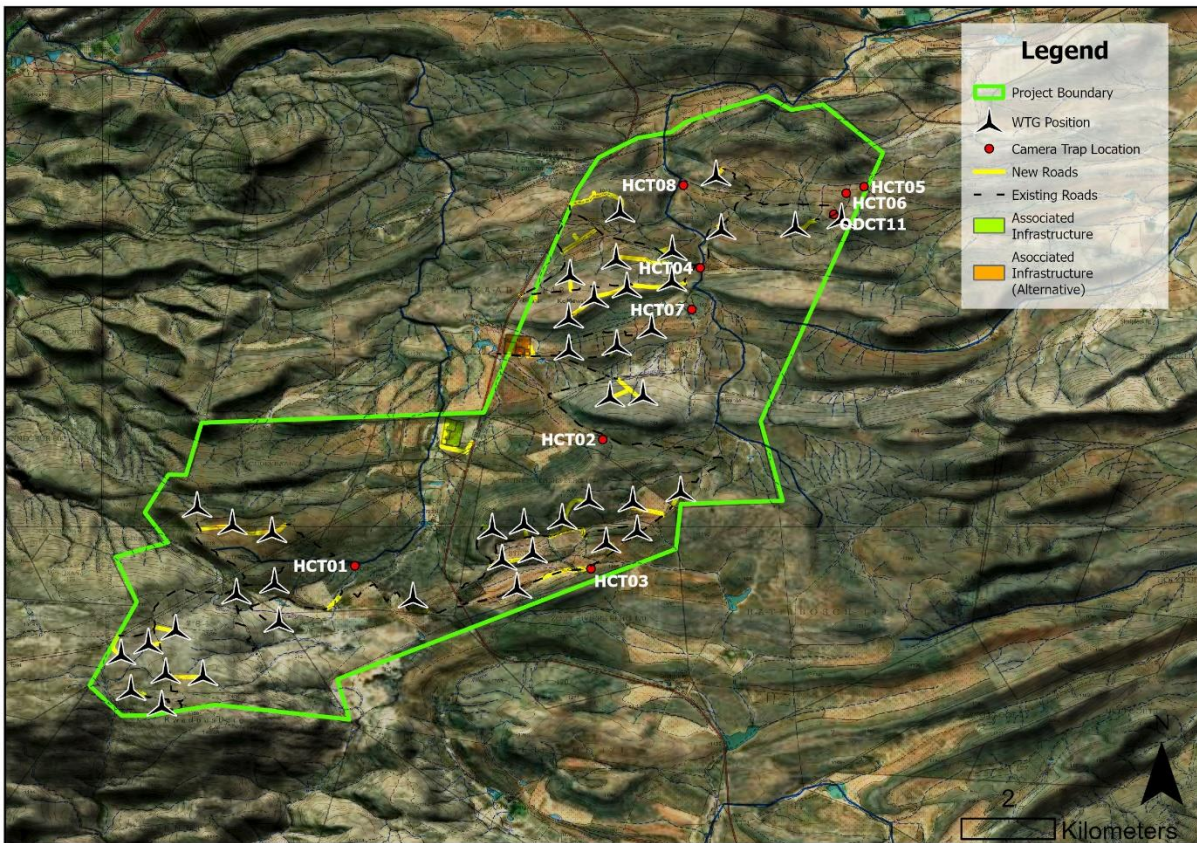 Legend
Project Boundary
WTG Position
Camera Trap Location
New Roads
Existing Roads
Associated
Infrastructure
Asocciated
Infrastructure
(Alternative)
HCT08
HCT05
HCT06
ODCT11
HCT04
HCT07
HCT02
HCT01
HCT03
N
2
Kilometers